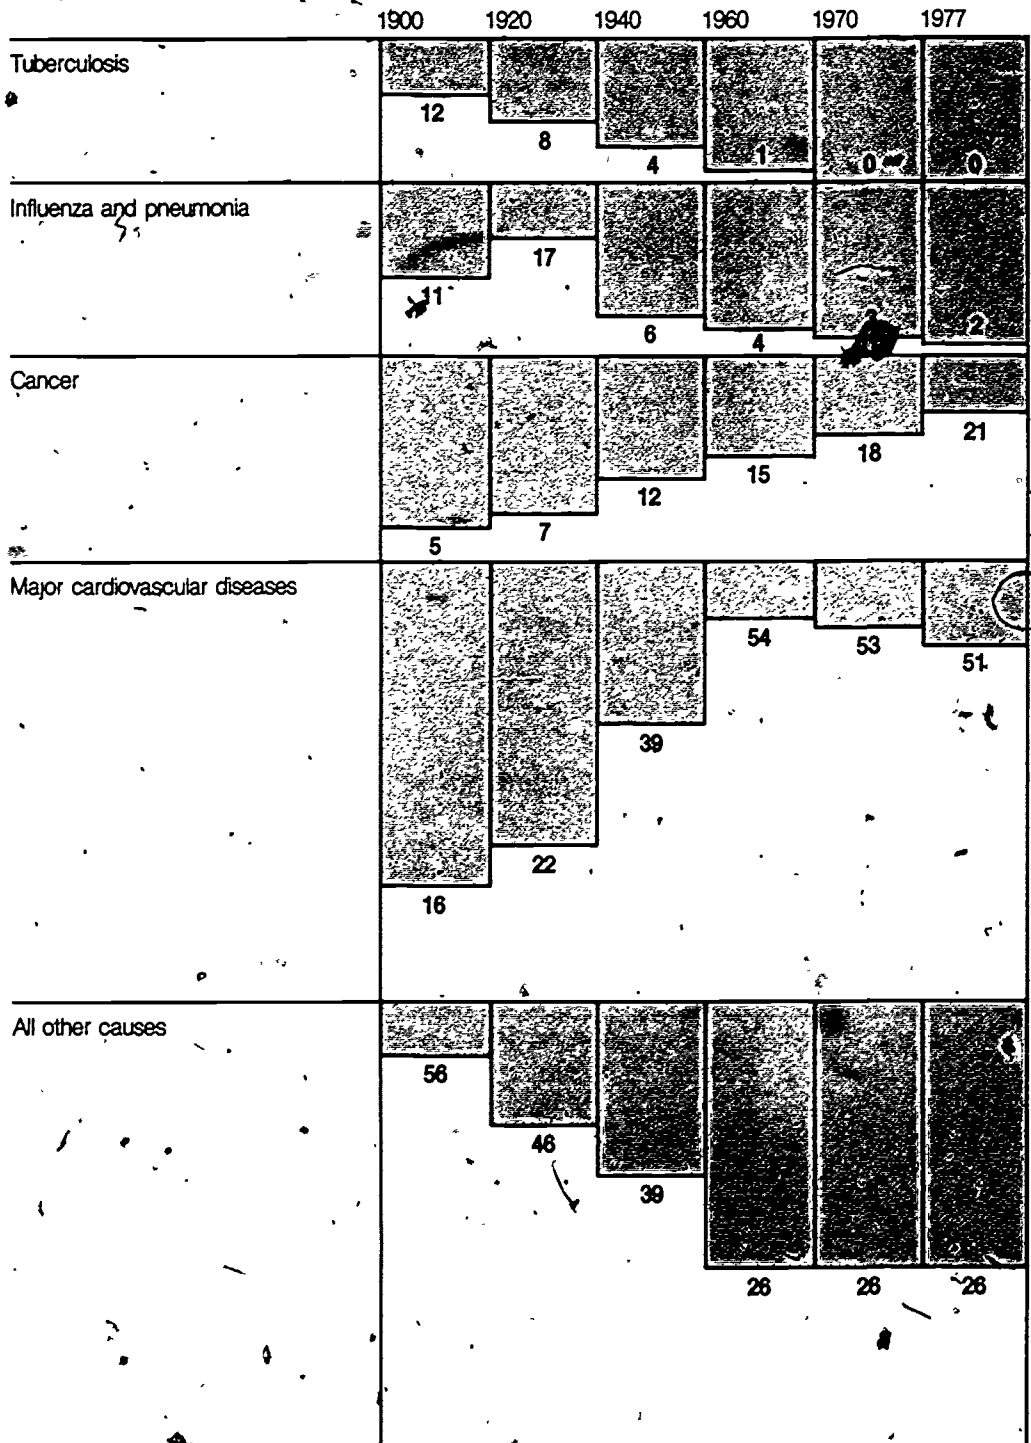 1900 1920 1940 1960 1970 1977
Tuberculosis
12 8 4 1 0 0
Influenza and pneumonia
11 17 6 4 2
Cancer
5 7 12 15 18 21
Major cardiovascular diseases
16 22 39 54 53 51
All other causes
56 46 39 26 26 26